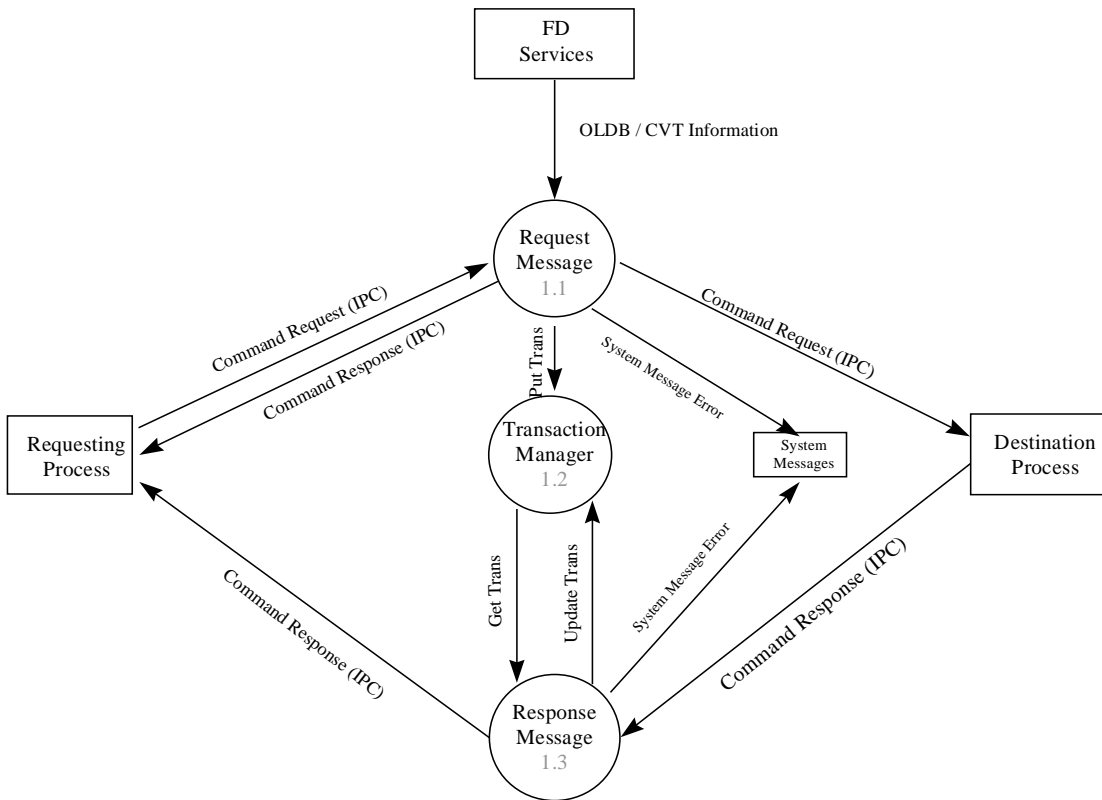 FD
Services
OLDB / CVT Information
Request
Message
1.1
Command Request (IPC)
Command Response (IPC)
Put Trans
System Message Error
Command Request (IPC)
Requesting
Process
Transaction
Manager
1.2
System
Messages
Destination
Process
Get Trans
Update Trans
System Message Error
Command Response (IPC)
Command Response (IPC)
Response
Message
1.3